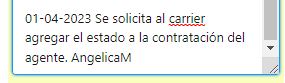 01-04-2023 Se solicita al carrier
agregar el estado a la contratación del
agente. AngelicaM